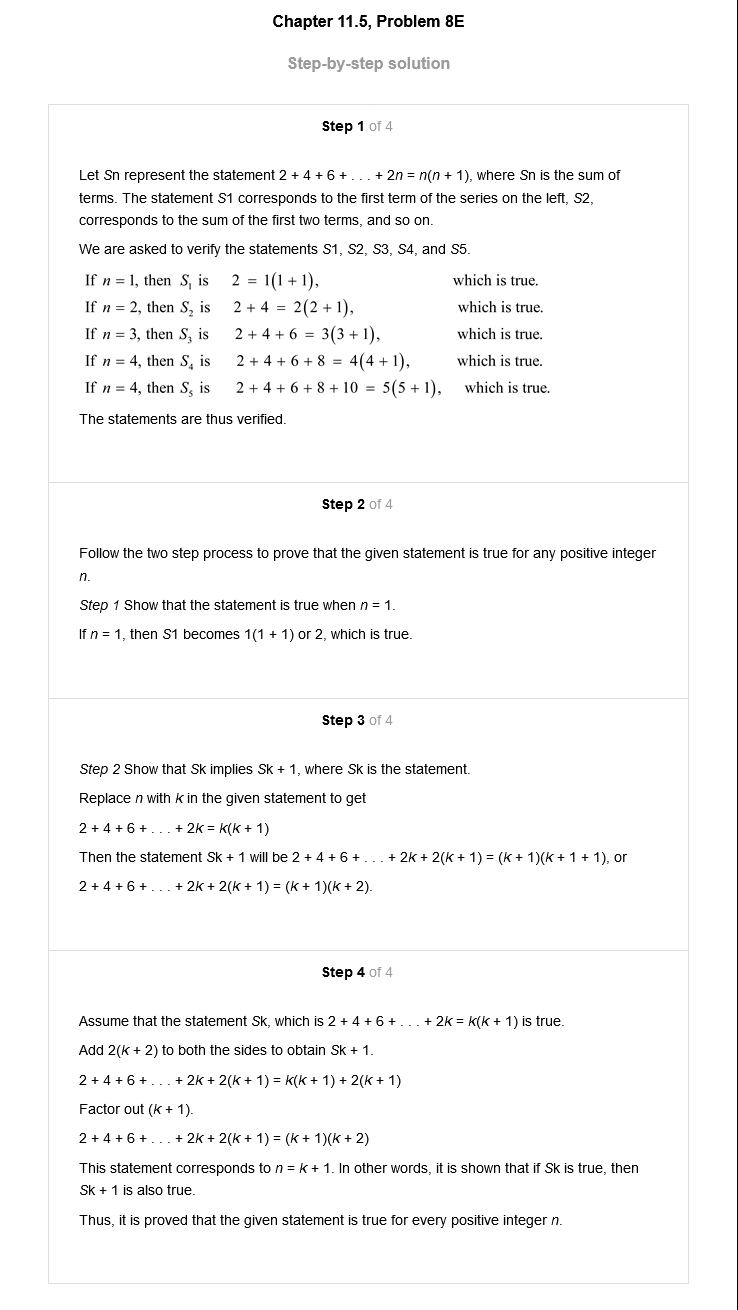 Chapter 11.5, Problem 8E
Step-by-step solution
Step 1 of 4
Let Sn represent the statement 2 + 4 + 6 + . . . + 2n = n(n + 1), where Sn is the sum of
terms. The statement S1 corresponds to the first term of the series on the left, S2,
corresponds to the sum of the first two terms, and so on.
We are asked to verify the statements S1, S2, S3, S4, and S5.
If n = 1, then S₁ is 2 = 1(1 + 1), which is true.
If n = 2, then S₂ is 2 + 4 = 2(2 + 1), which is true.
If n = 3, then S₃ is 2 + 4 + 6 = 3(3 + 1), which is true.
If n = 4, then S₄ is 2 + 4 + 6 + 8 = 4(4 + 1), which is true.
If n = 4, then S₅ is 2 + 4 + 6 + 8 + 10 = 5(5 + 1), which is true.
The statements are thus verified.
Step 2 of 4
Follow the two step process to prove that the given statement is true for any positive integer
n.
Step 1 Show that the statement is true when n = 1.
If n = 1, then S1 becomes 1(1 + 1) or 2, which is true.
Step 3 of 4
Step 2 Show that Sk implies Sk + 1, where Sk is the statement.
Replace n with k in the given statement to get
2 + 4 + 6 + . . . + 2k = k(k + 1)
Then the statement Sk + 1 will be 2 + 4 + 6 + . . . + 2k + 2(k + 1) = (k + 1)(k + 1 + 1), or
2 + 4 + 6 + . . . + 2k + 2(k + 1) = (k + 1)(k + 2).
Step 4 of 4
Assume that the statement Sk, which is 2 + 4 + 6 + . . . + 2k = k(k + 1) is true.
Add 2(k + 2) to both the sides to obtain Sk + 1.
2 + 4 + 6 + . . . + 2k + 2(k + 1) = k(k + 1) + 2(k + 1)
Factor out (k + 1).
2 + 4 + 6 + . . . + 2k + 2(k + 1) = (k + 1)(k + 2)
This statement corresponds to n = k + 1. In other words, it is shown that if Sk is true, then
Sk + 1 is also true.
Thus, it is proved that the given statement is true for every positive integer n.